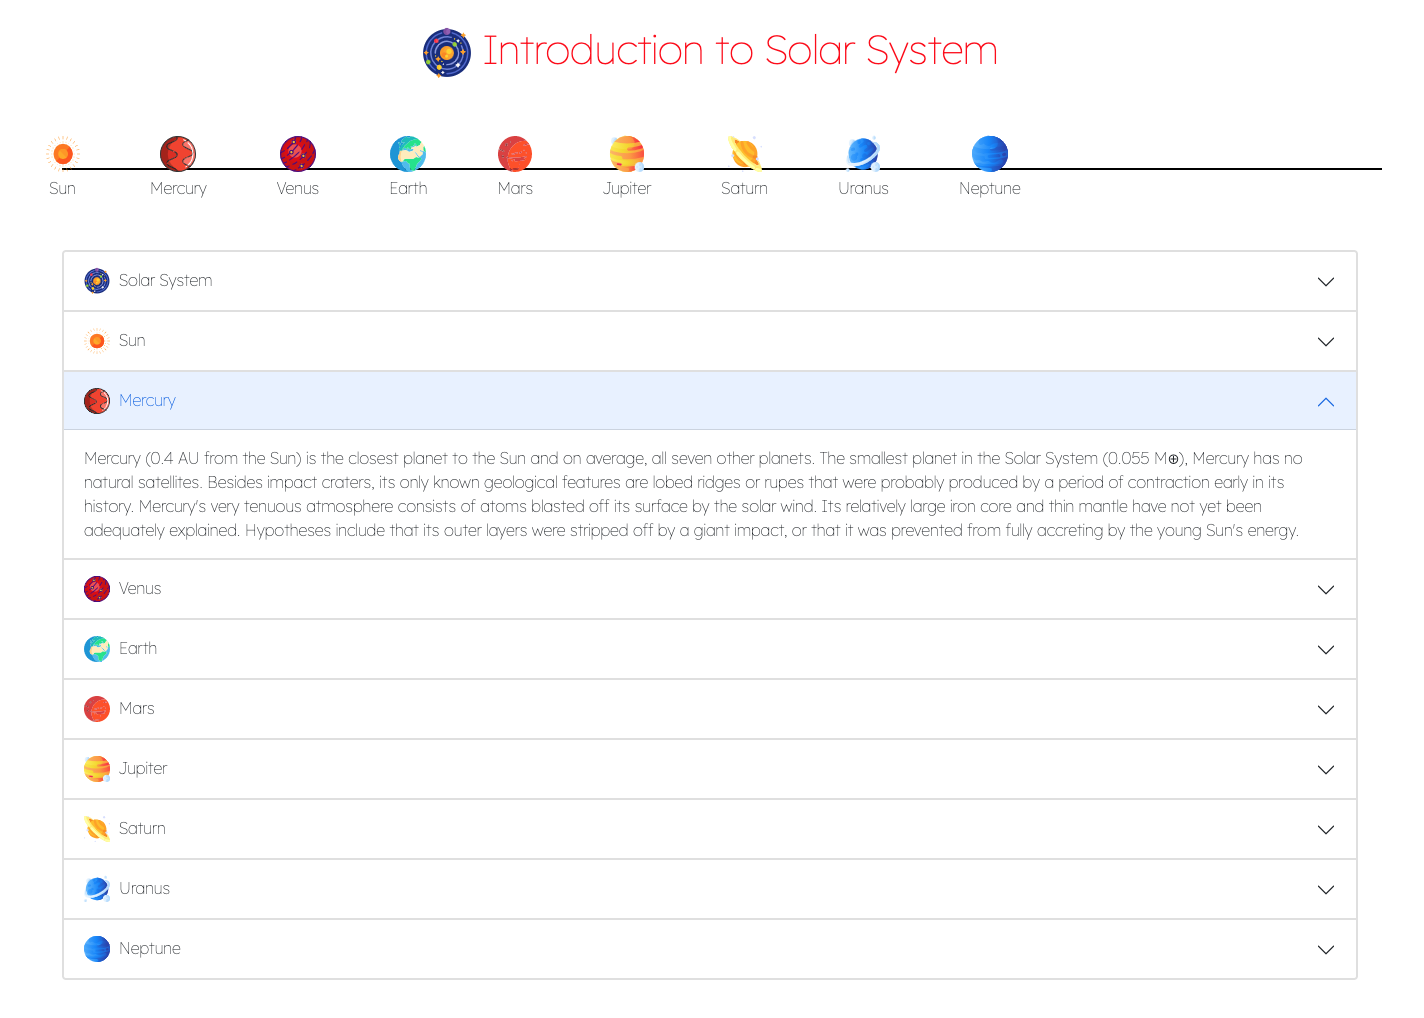 Introduction to Solar System
Sun Mercury Venus Earth Mars Jupiter Saturn Uranus Neptune
Solar System
Sun
Mercury
Mercury (0.4 AU from the Sun) is the closest planet to the Sun and on average, all seven other planets. The smallest planet in the Solar System (0.055 M⊕), Mercury has no
natural satellites. Besides impact craters, its only known geological features are lobed ridges or rupes that were probably produced by a period of contraction early in its
history. Mercury's very tenuous atmosphere consists of atoms blasted off its surface by the solar wind. Its relatively large iron core and thin mantle have not yet been
adequately explained. Hypotheses include that its outer layers were stripped off by a giant impact, or that it was prevented from fully accreting by the young Sun's energy.
Venus
Earth
Mars
Jupiter
Saturn
Uranus
Neptune